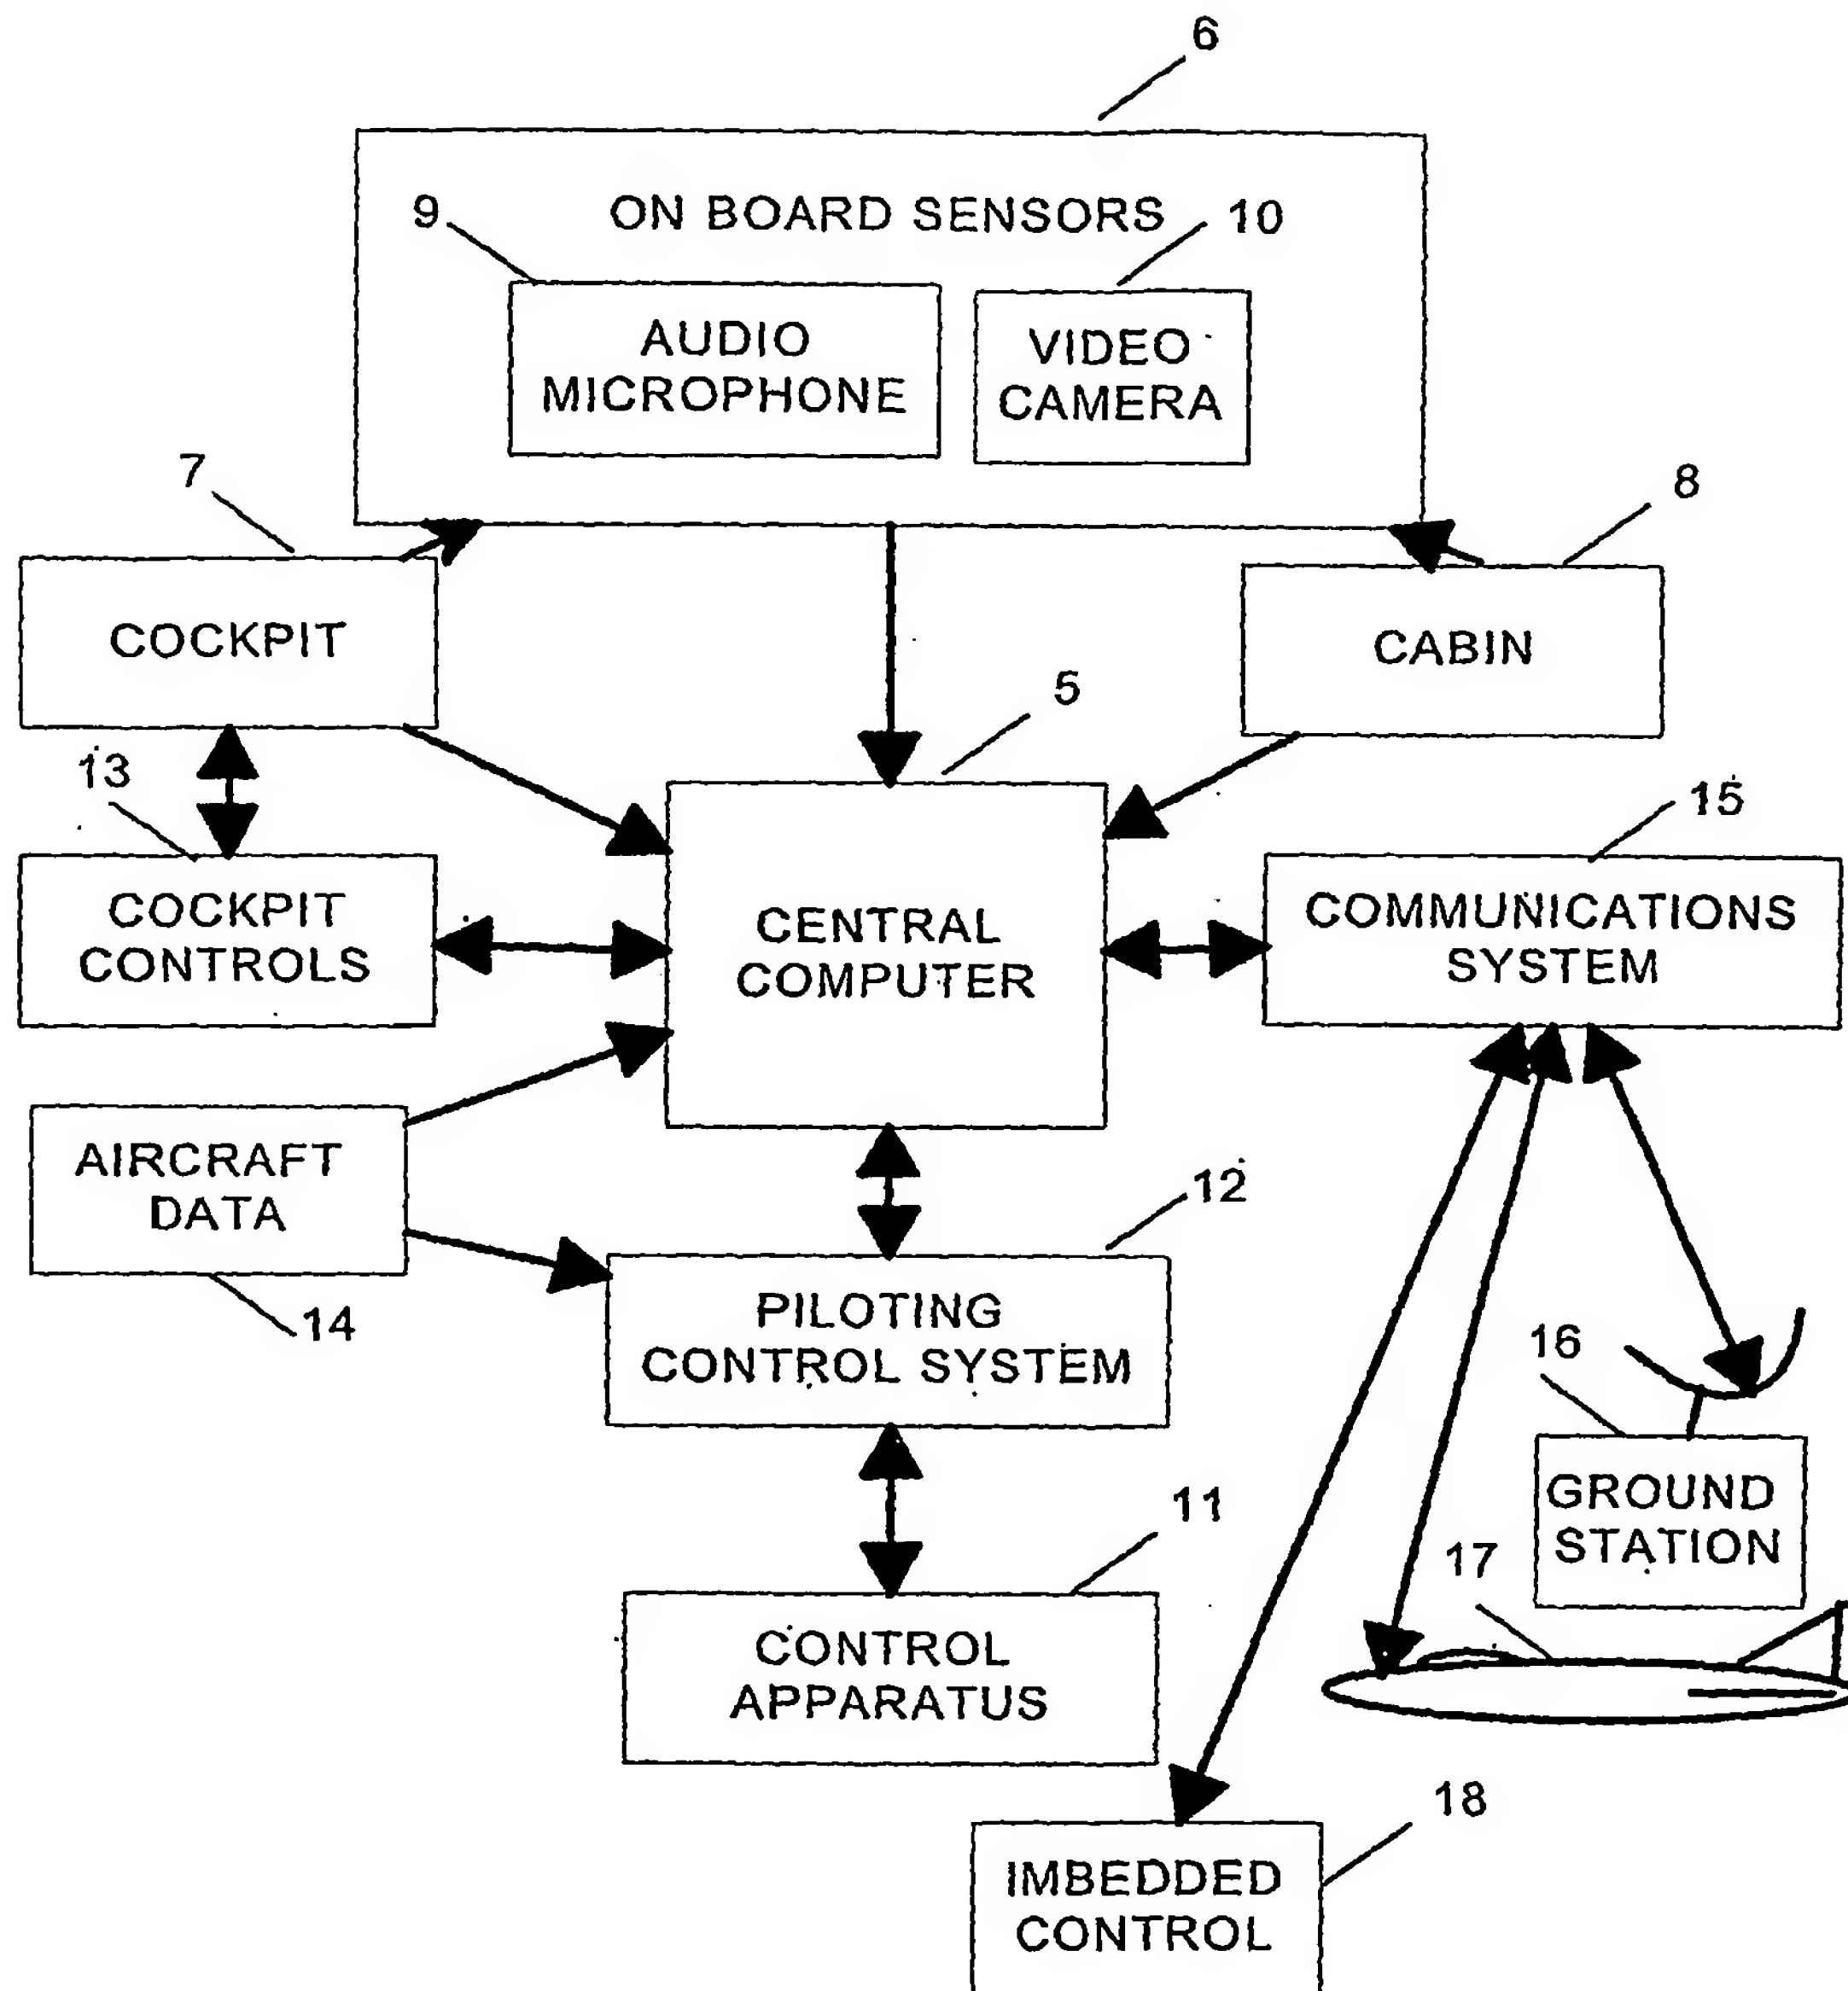 6
ON BOARD SENSORS
9
10
AUDIO
MICROPHONE
VIDEO
CAMERA
7
8
COCKPIT
CABIN
5
13
15
COCKPIT
CONTROLS
CENTRAL
COMPUTER
COMMUNICATIONS
SYSTEM
AIRCRAFT
DATA
12
14
PILOTING
CONTROL SYSTEM
16
11
GROUND
STATION
17
CONTROL
APPARATUS
18
IMBEDDED
CONTROL